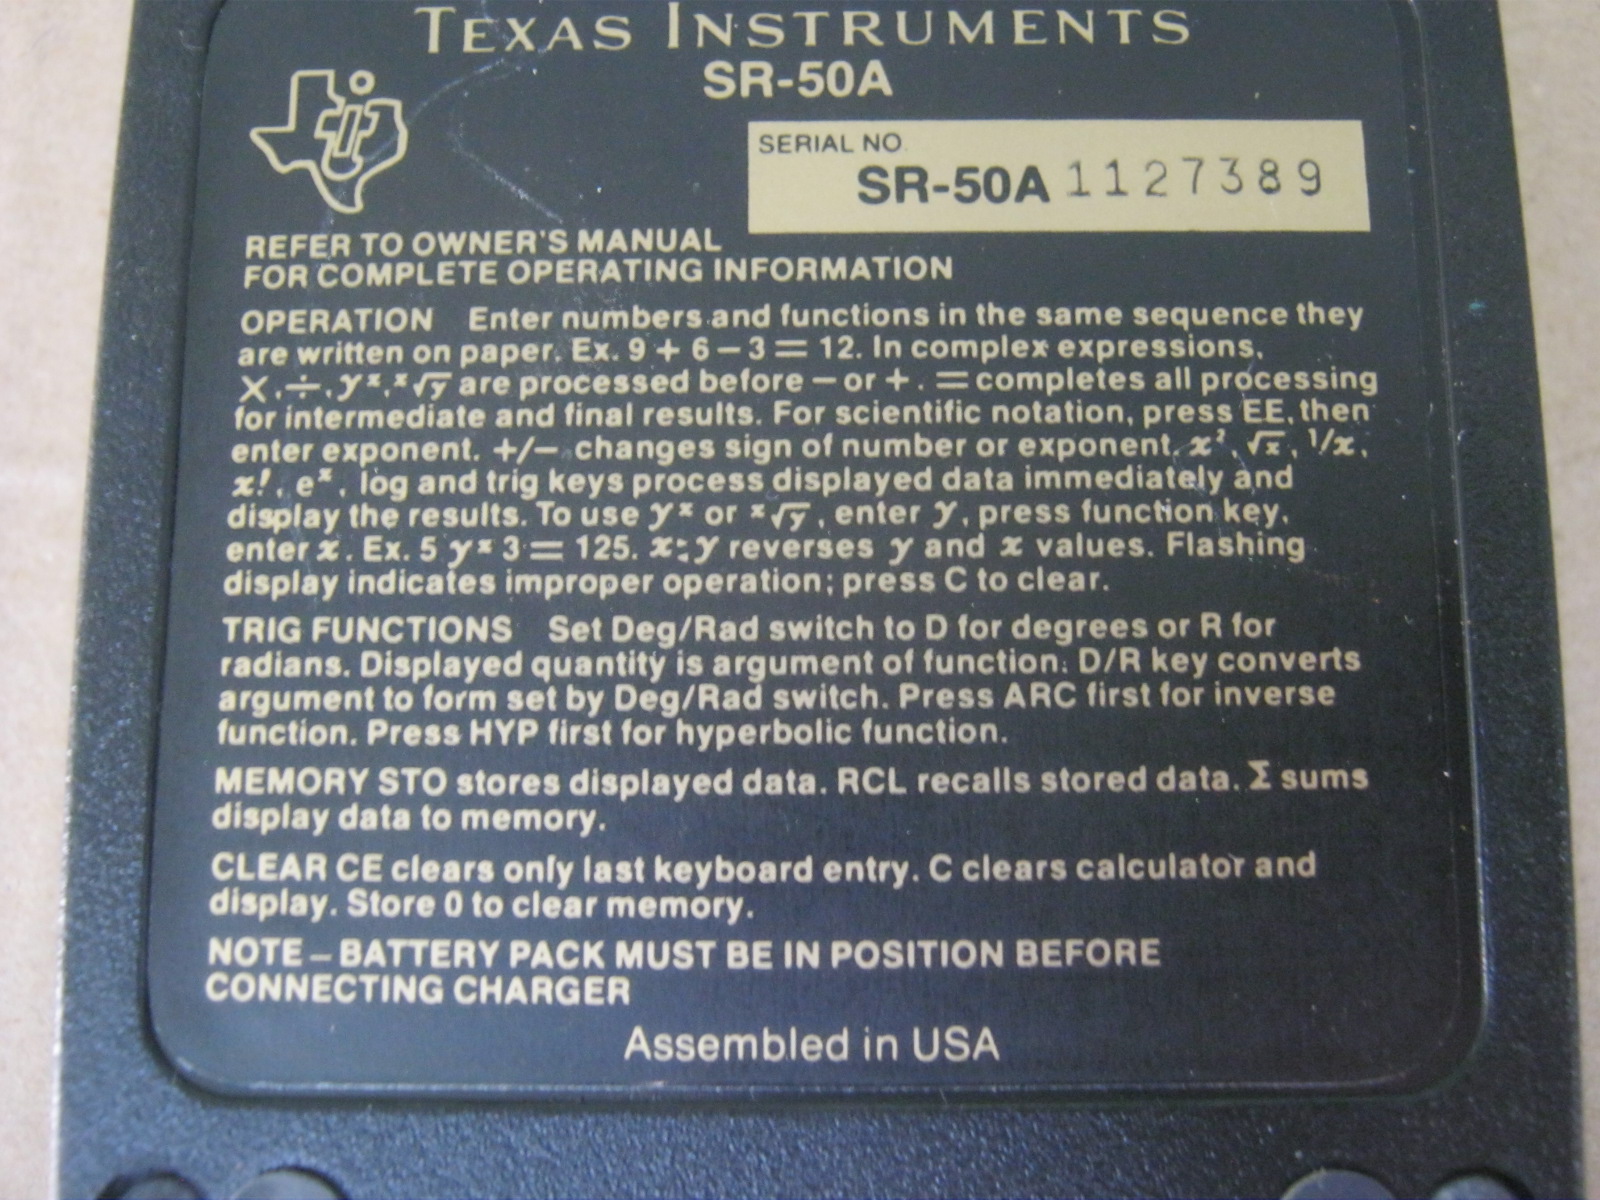 TEXAS INSTRUMENTS
SR-50A
SERIAL NO.
SR-50A 1127389
REFER TO OWNER'S MANUAL
FOR COMPLETE OPERATING INFORMATION
OPERATION Enter numbers and functions in the same sequence they
are written on paper. Ex. 9 + 6 − 3 = 12. In complex expressions,
×, ÷, yˣ, ˣ√y are processed before − or +. = completes all processing
for intermediate and final results. For scientific notation, press EE, then
enter exponent. +/− changes sign of number or exponent. x², √x, 1/x,
x!, eˣ, log and trig keys process displayed data immediately and
display the results. To use yˣ or ˣ√y, enter y, press function key,
enter x. Ex. 5 yˣ 3 = 125. x:y reverses y and x values. Flashing
display indicates improper operation; press C to clear.
TRIG FUNCTIONS Set Deg/Rad switch to D for degrees or R for
radians. Displayed quantity is argument of function. D/R key converts
argument to form set by Deg/Rad switch. Press ARC first for inverse
function. Press HYP first for hyperbolic function.
MEMORY STO stores displayed data. RCL recalls stored data. Σ sums
display data to memory.
CLEAR CE clears only last keyboard entry. C clears calculator and
display. Store 0 to clear memory.
NOTE – BATTERY PACK MUST BE IN POSITION BEFORE
CONNECTING CHARGER
Assembled in USA